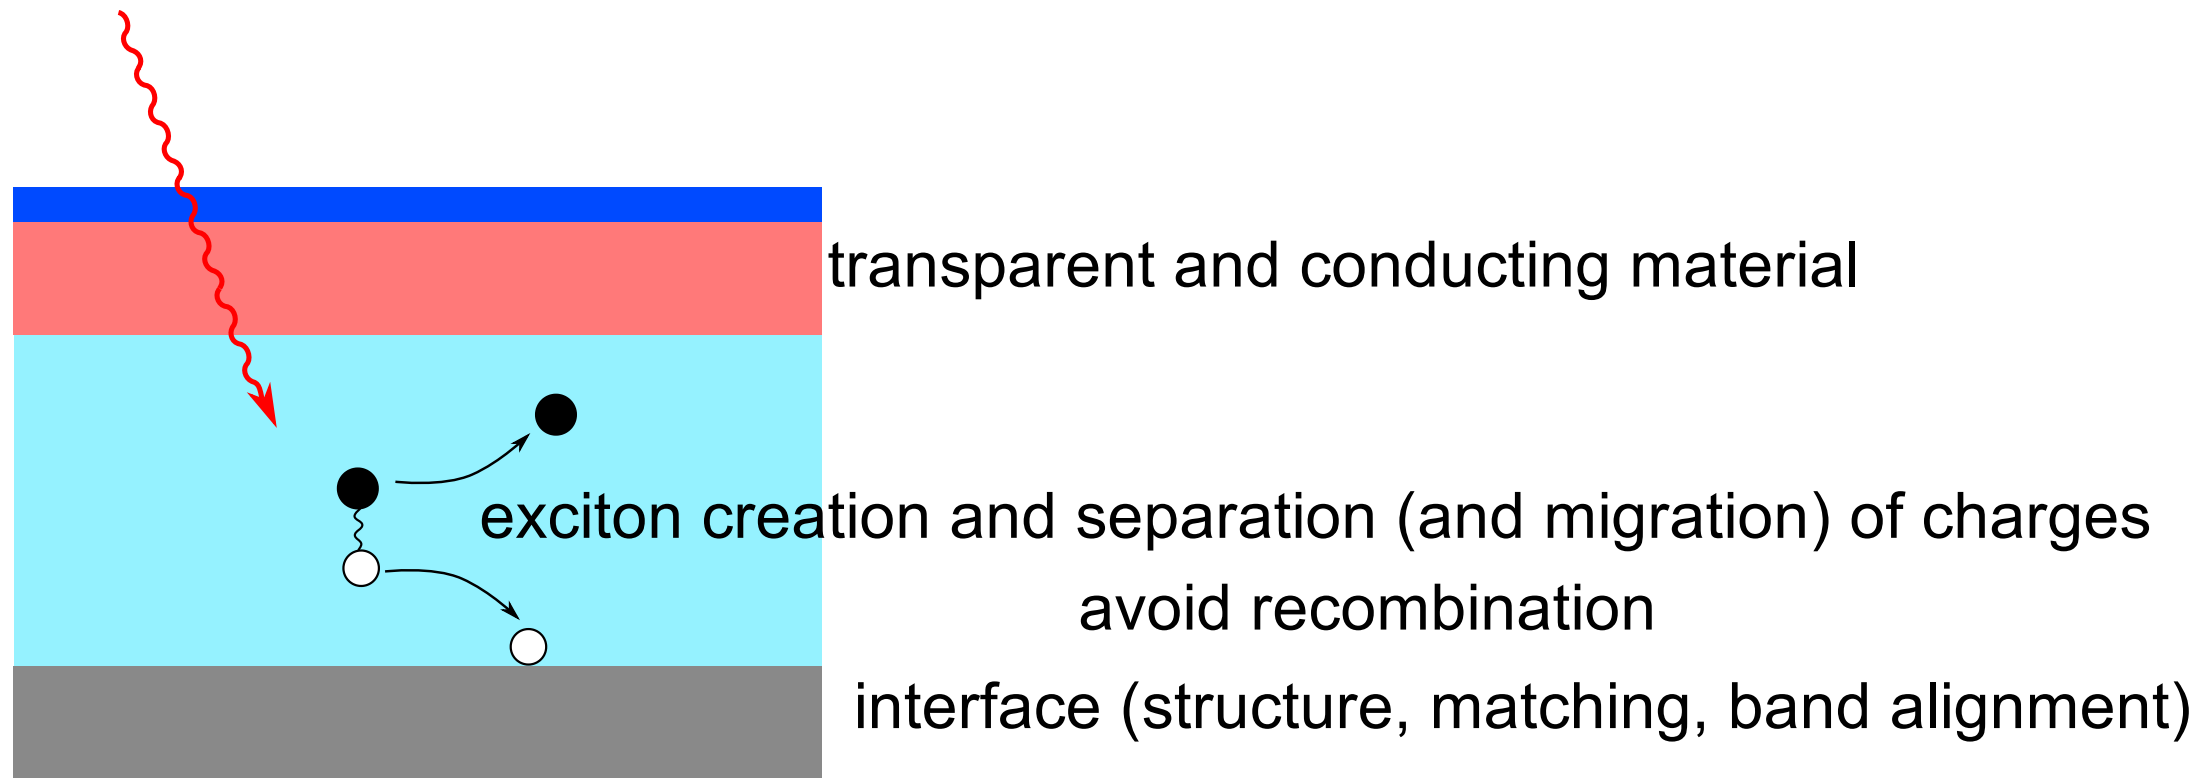 transparent and conducting material
exciton creation and separation (and migration) of charges
avoid recombination
interface (structure, matching, band alignment)